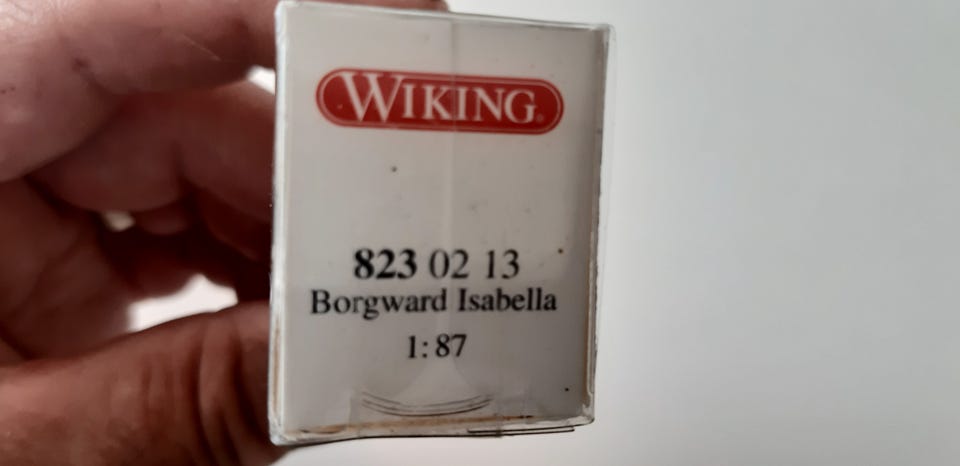 WIKING®
823 02 13
Borgward Isabella
1:87